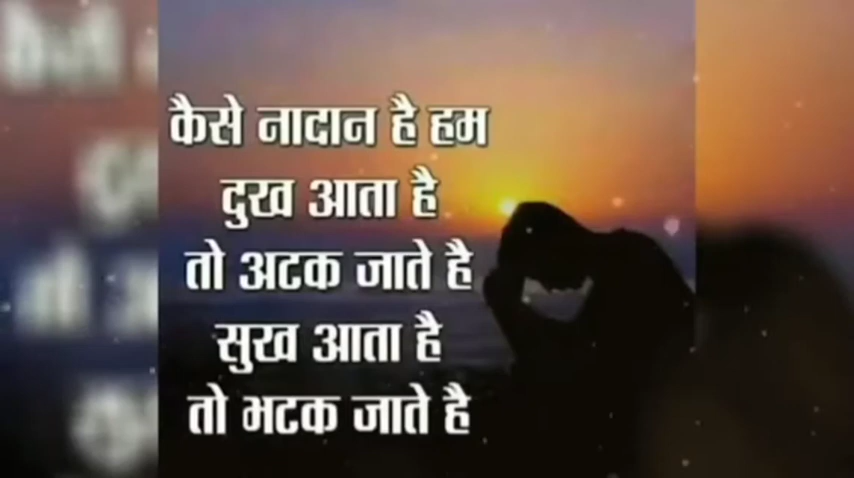 कैसे नादान है हम
दुख आता है
तो अटक जाते है
सुख आता है
तो भटक जाते है